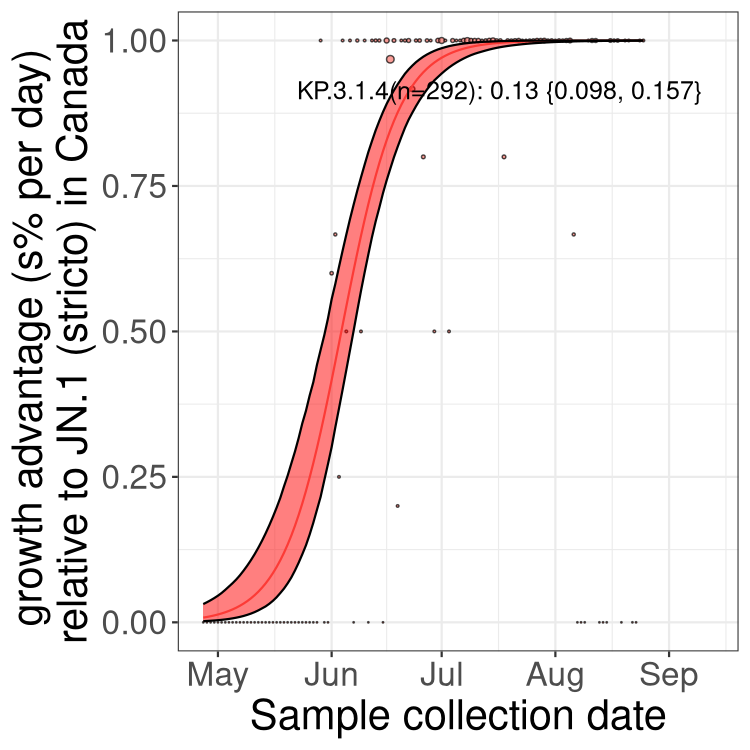 growth advantage (s% per day)
relative to JN.1 (stricto) in Canada
1.00
0.75
0.50
0.25
0.00
KP.3.1.4(n=292): 0.13 {0.098, 0.157}
May Jun Jul Aug Sep
Sample collection date